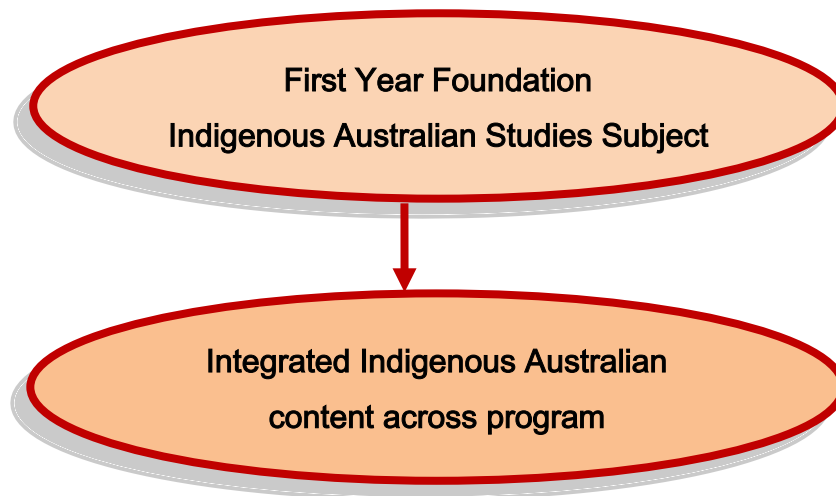 First Year Foundation
Indigenous Australian Studies Subject
Integrated Indigenous Australian
content across program